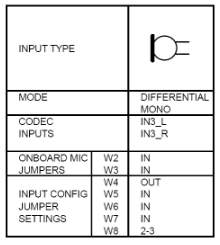 INPUT TYPE
MODE DIFFERENTIAL
MONO
CODEC IN3_L
INPUTS IN3_R
ONBOARD MIC W2 IN
JUMPERS W3 IN
W4 OUT
INPUT CONFIG W5 IN
JUMPER W6 IN
SETTINGS W7 IN
W8 2-3